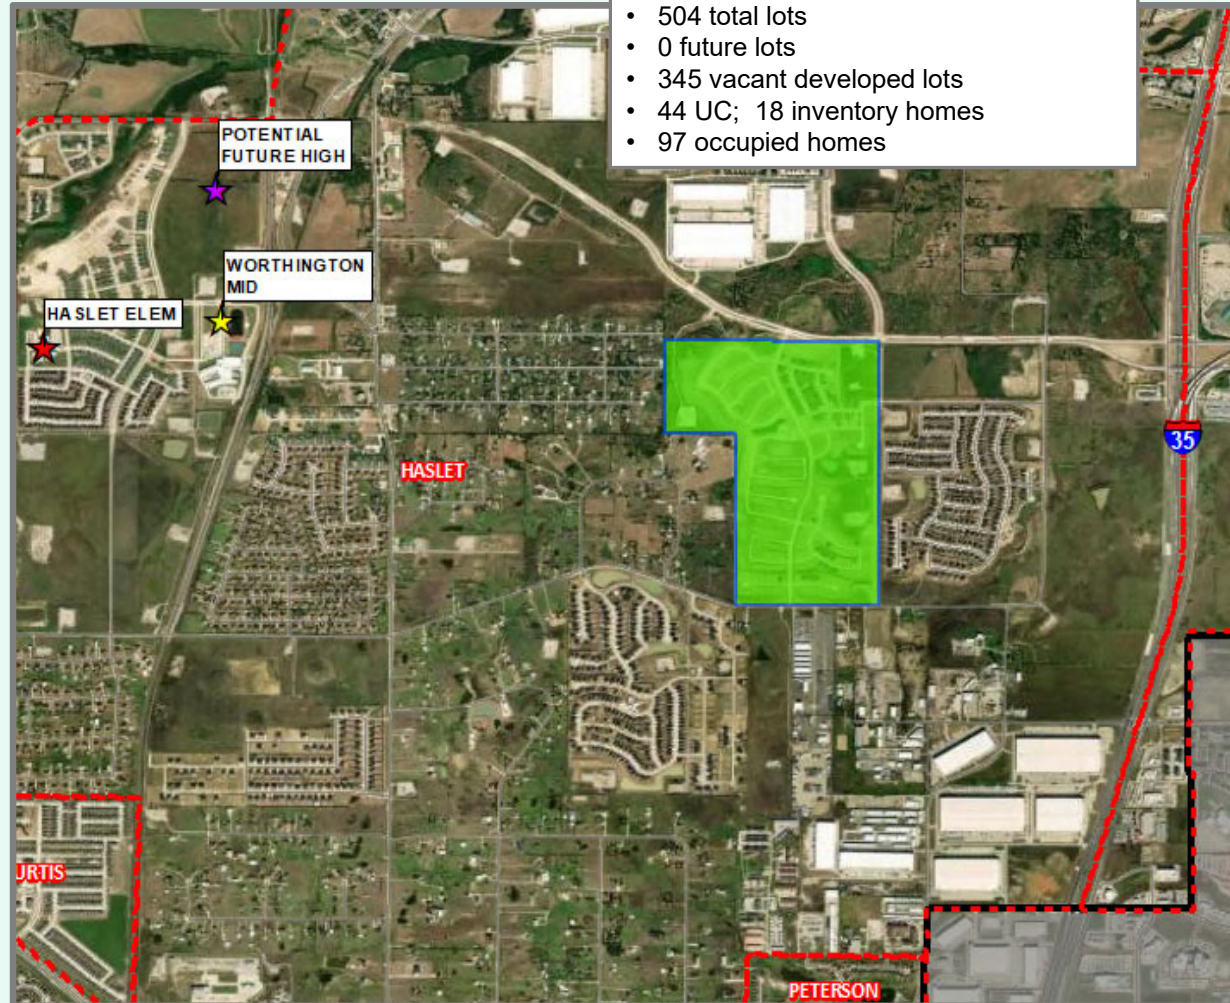 • 504 total lots
• 0 future lots
• 345 vacant developed lots
• 44 UC;  18 inventory homes
• 97 occupied homes
POTENTIAL
FUTURE HIGH
WORTHINGTON
MID
HASLET ELEM
HASLET
35
URTIS
PETERSON